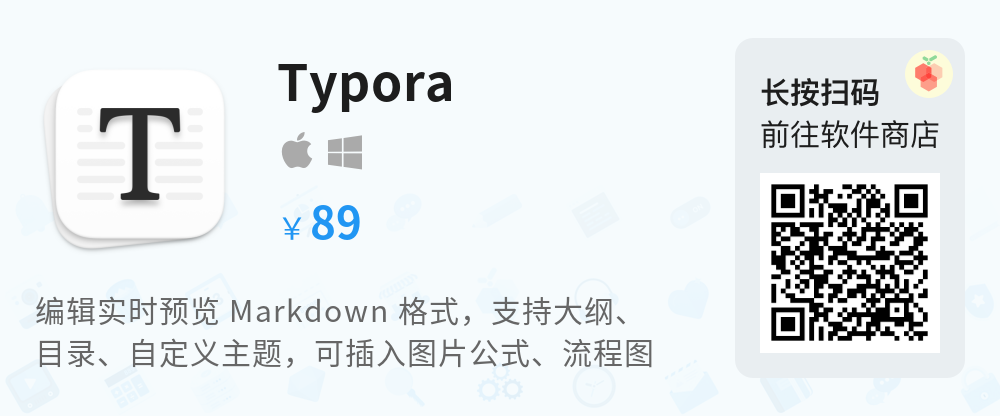 T
Typora
¥ 89
编辑实时预览 Markdown 格式，支持大纲、
目录、自定义主题，可插入图片公式、流程图
长按扫码
前往软件商店